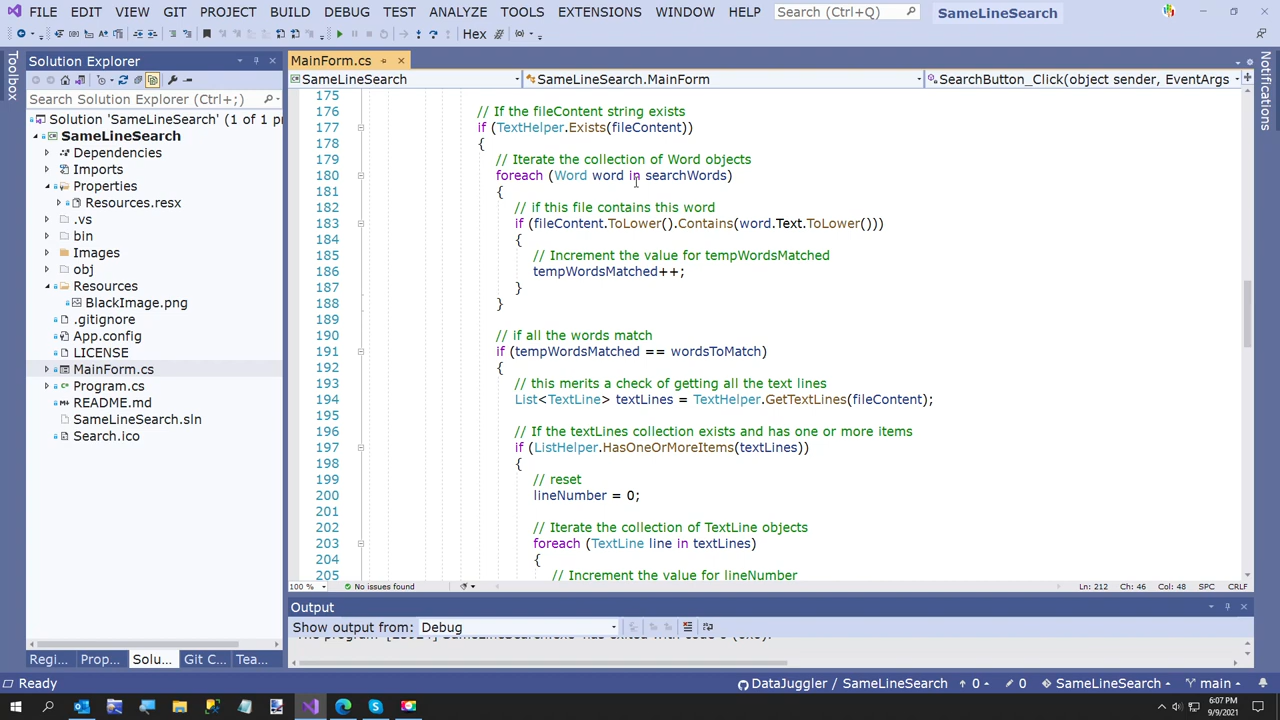 FILE EDIT VIEW GIT PROJECT BUILD DEBUG TEST ANALYZE TOOLS EXTENSIONS WINDOW HELP Search (Ctrl+Q) SameLineSearch
Hex
Toolbox
Solution Explorer
Search Solution Explorer (Ctrl+;)
Solution 'SameLineSearch' (1 of 1 p
SameLineSearch
Dependencies
Imports
Properties
Resources.resx
.vs
bin
Images
obj
Resources
BlackImage.png
.gitignore
App.config
LICENSE
MainForm.cs
Program.cs
README.md
SameLineSearch.sln
Search.ico
Regi... Prop... Solu... Git C... Tea...
MainForm.cs
SameLineSearch SameLineSearch.MainForm SearchButton_Click(object sender, EventArgs
175
176 // If the fileContent string exists
177 if (TextHelper.Exists(fileContent))
178 {
179 // Iterate the collection of Word objects
180 foreach (Word word in searchWords)
181 {
182 // if this file contains this word
183 if (fileContent.ToLower().Contains(word.Text.ToLower()))
184 {
185 // Increment the value for tempWordsMatched
186 tempWordsMatched++;
187 }
188 }
189
190 // if all the words match
191 if (tempWordsMatched == wordsToMatch)
192 {
193 // this merits a check of getting all the text lines
194 List<TextLine> textLines = TextHelper.GetTextLines(fileContent);
195
196 // If the textLines collection exists and has one or more items
197 if (ListHelper.HasOneOrMoreItems(textLines))
198 {
199 // reset
200 lineNumber = 0;
201
202 // Iterate the collection of TextLine objects
203 foreach (TextLine line in textLines)
204 {
205 // Increment the value for lineNumber
100 % No issues found Ln: 212 Ch: 46 Col: 48 SPC CRLF
Notifications
Output
Show output from: Debug
Ready DataJuggler / SameLineSearch 0 0 SameLineSearch main
6:07 PM
9/9/2021